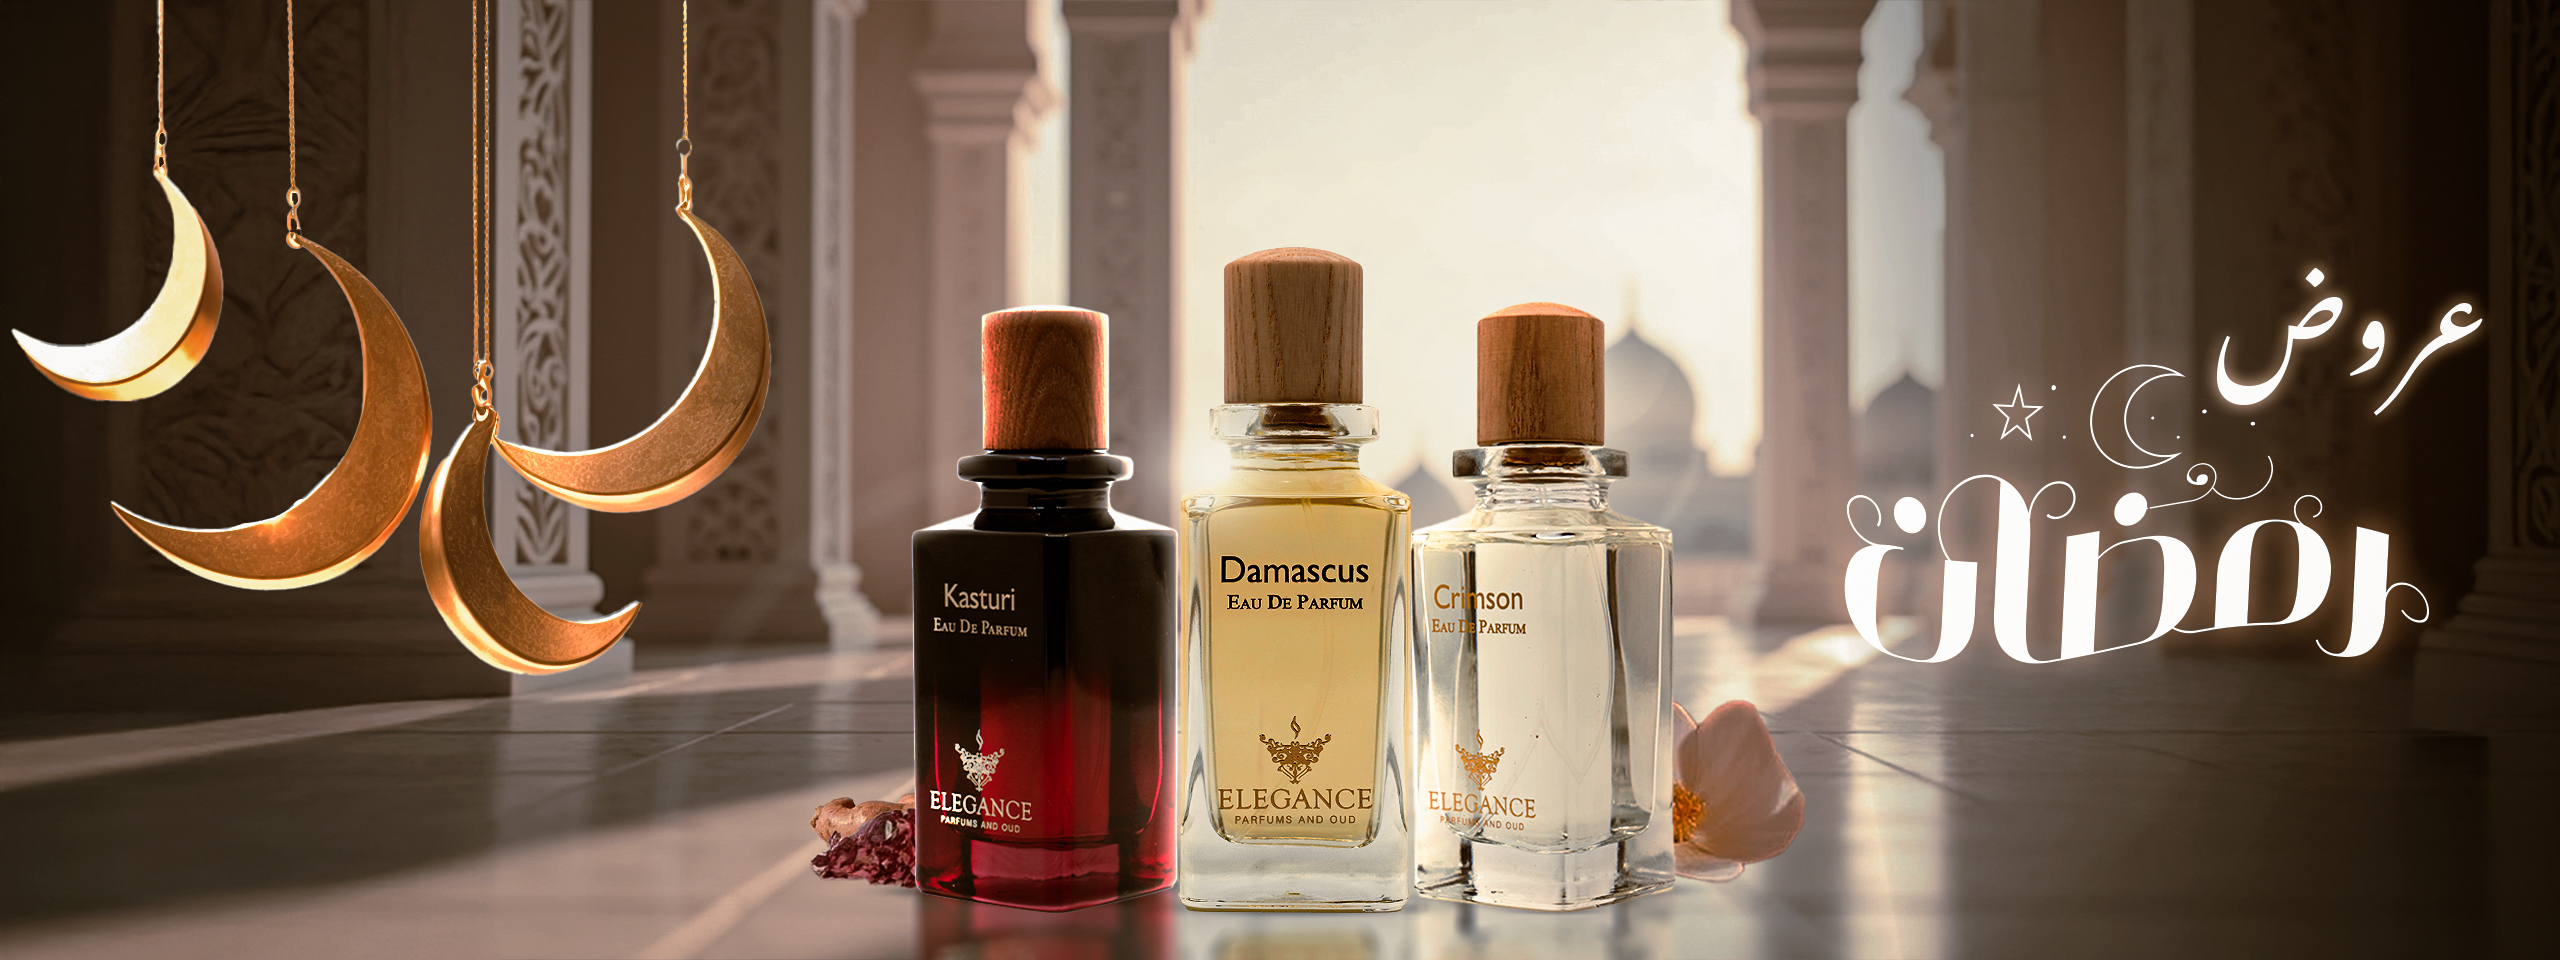 عروض
رمضان
Kasturi
EAU DE PARFUM
ELEGANCE
PARFUMS AND OUD
Damascus
EAU DE PARFUM
ELEGANCE
PARFUMS AND OUD
Crimson
EAU DE PARFUM
ELEGANCE
PARFUMS AND OUD